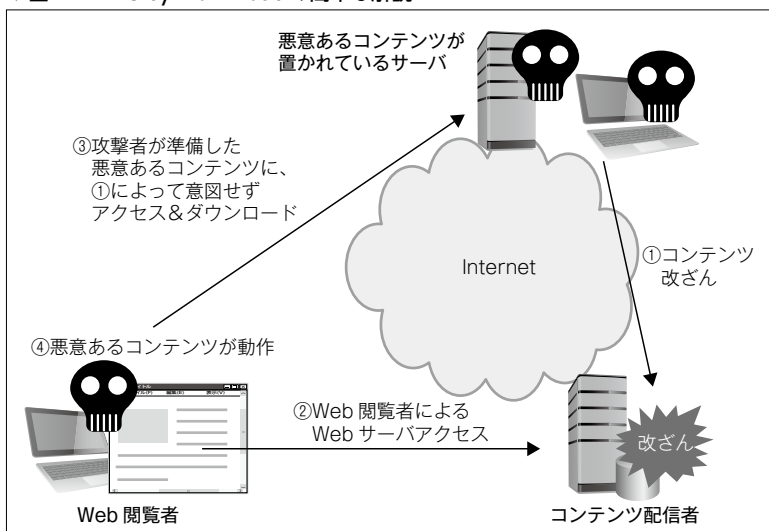 悪意あるコンテンツが
置かれているサーバ
③攻撃者が準備した
悪意あるコンテンツに、
①によって意図せず
アクセス&ダウンロード
Internet
①コンテンツ
改ざん
④悪意あるコンテンツが動作
編集(E)
表示(V)
②Web 閲覧者による
Web サーバアクセス
改ざん
Web 閲覧者
コンテンツ配信者